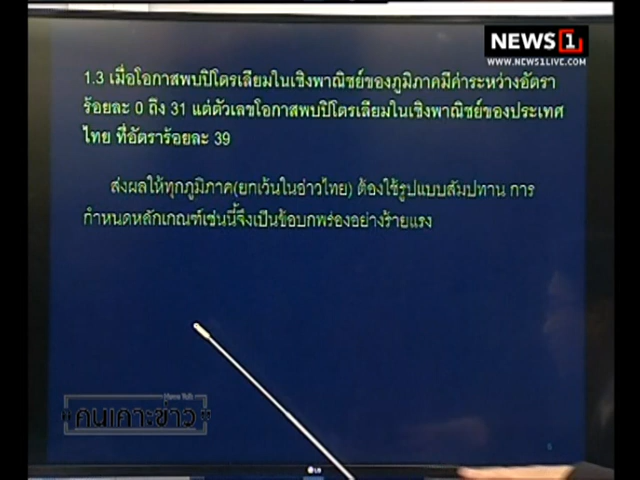 NEWS 1
WWW.NEWS1LIVE.COM
1.3 เมื่อโอกาสพบปิโตรเลียมในเชิงพาณิชย์ของภูมิภาคมีค่าระหว่างอัตรา
ร้อยละ 0 ถึง 31 แต่ตัวเลขโอกาสพบปิโตรเลียมในเชิงพาณิชย์ของประเทศ
ไทย ที่อัตราร้อยละ 39
ส่งผลให้ทุกภูมิภาค(ยกเว้นในอ่าวไทย) ต้องใช้รูปแบบสัมปทาน การ
กำหนดหลักเกณฑ์เช่นนี้จึงเป็นข้อบกพร่องอย่างร้ายแรง
News Talk
คนเคาะข่าว
6
LG